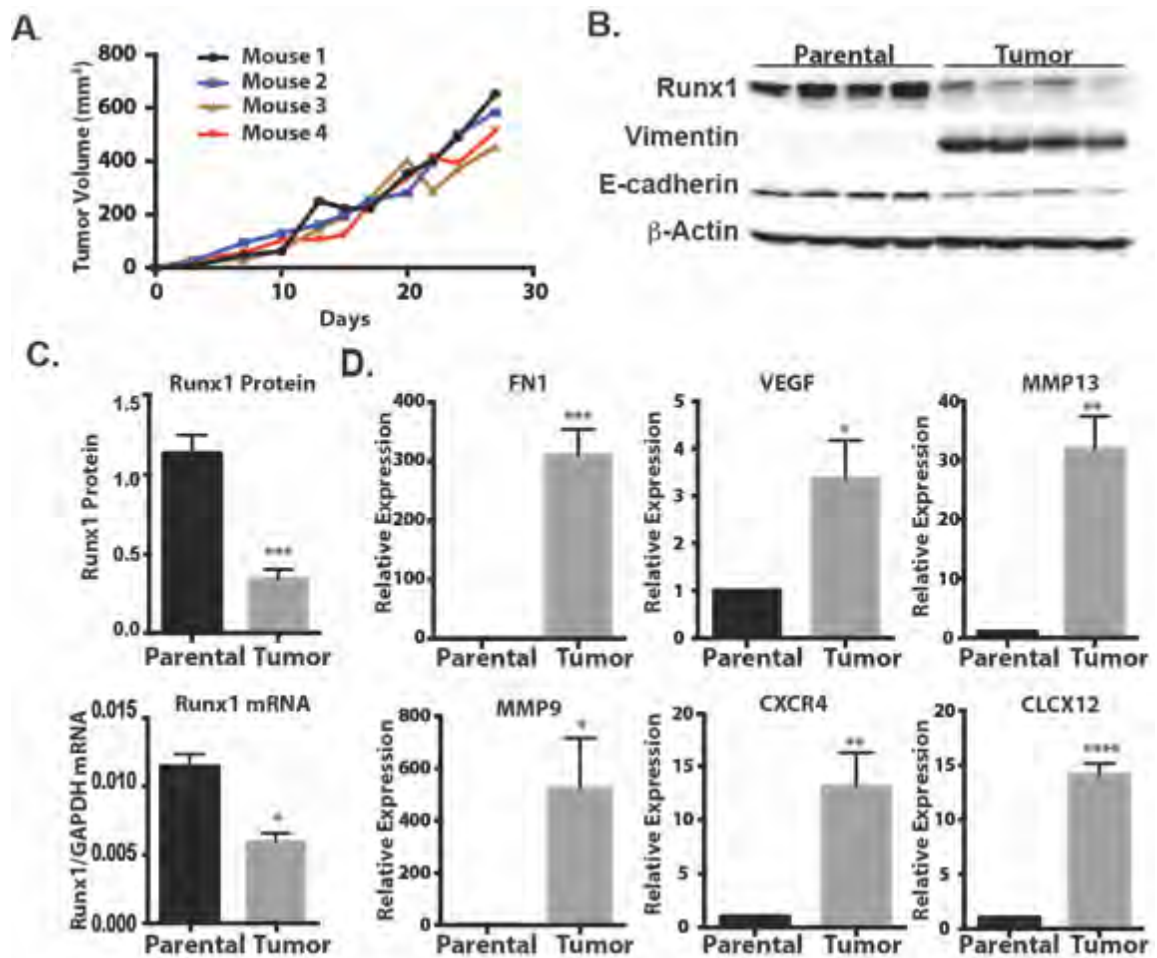 A.
Tumor Volume (mm³)
800
600
400
200
0
0 10 20 30
Days
Mouse 1
Mouse 2
Mouse 3
Mouse 4
B.
Parental Tumor
Runx1
Vimentin
E-cadherin
β-Actin
C.
Runx1 Protein
Runx1 Protein
1.5
1.0
0.5
0.0
***
Parental Tumor
Runx1 mRNA
Runx1/GAPDH mRNA
0.015
0.010
0.005
0.000
*
Parental Tumor
D.
FN1
Relative Expression
400
300
200
100
0
***
Parental Tumor
VEGF
Relative Expression
5
4
3
2
1
0
*
Parental Tumor
MMP13
Relative Expression
40
30
20
10
0
**
Parental Tumor
MMP9
Relative Expression
800
600
400
200
0
*
Parental Tumor
CXCR4
Relative Expression
20
15
10
5
0
**
Parental Tumor
CLCX12
Relative Expression
20
15
10
5
0
****
Parental Tumor